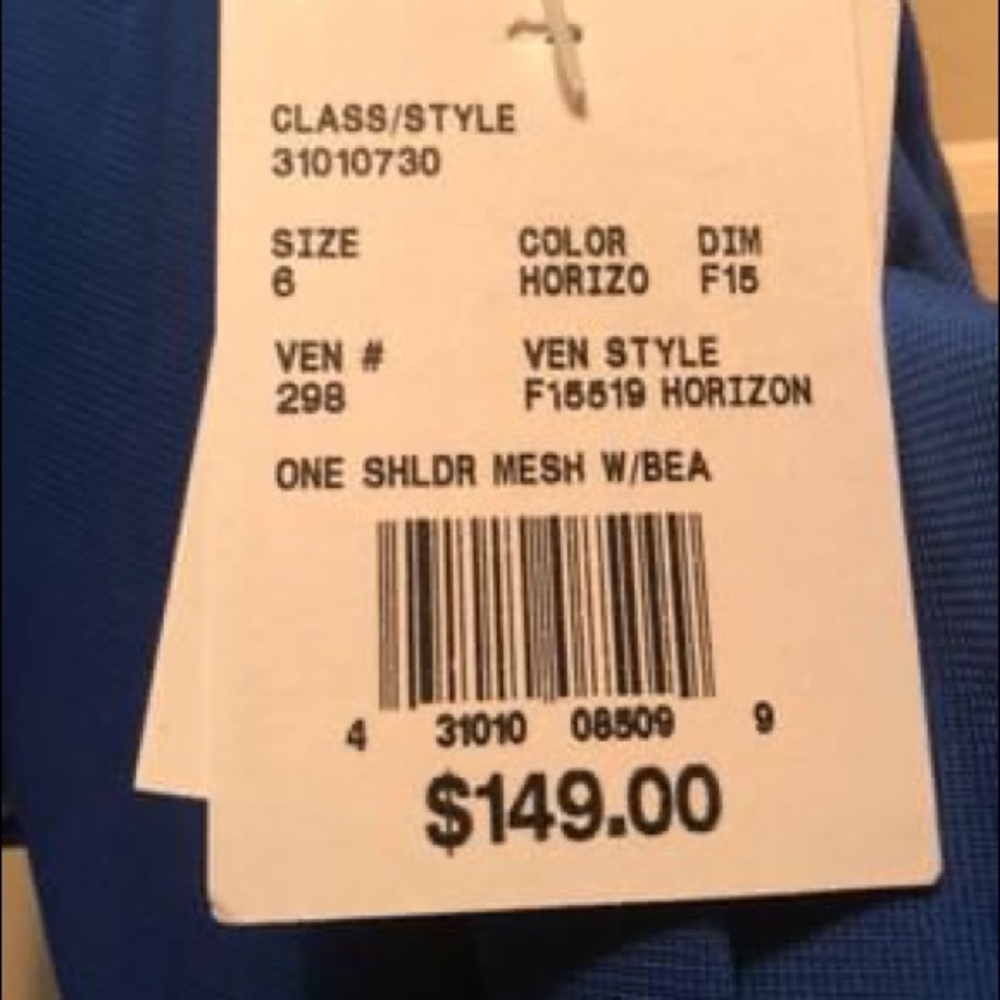 CLASS/STYLE
31010730
SIZE COLOR DIM
6 HORIZO F15
VEN # VEN STYLE
298 F15519 HORIZON
ONE SHLDR MESH W/BEA
4 31010 08509 9
$149.00